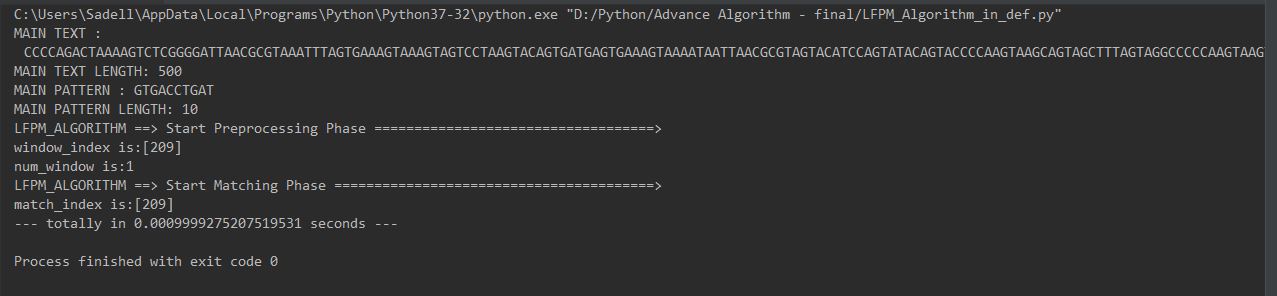 C:\Users\Sadell\AppData\Local\Programs\Python\Python37-32\python.exe "D:/Python/Advance Algorithm - final/LFPM_Algorithm_in_def.py"
MAIN TEXT :
CCCCAGACTAAAAGTCTCGGGGATTAACGCGTAAATTTAGTGAAAGTAAAGTAGTCCTAAGTACAGTGATGAGTGAAAGTAAAATAATTAACGCGTAGTACATCCAGTATACAGTACCCCAAGTAAGCAGTAGCTTTAGTAGGCCCCCAAGTAAG
MAIN TEXT LENGTH: 500
MAIN PATTERN : GTGACCTGAT
MAIN PATTERN LENGTH: 10
LFPM_ALGORITHM ==> Start Preprocessing Phase ===================================>
window_index is:[209]
num_window is:1
LFPM_ALGORITHM ==> Start Matching Phase ========================================>
match_index is:[209]
--- totally in 0.0009999275207519531 seconds ---
Process finished with exit code 0